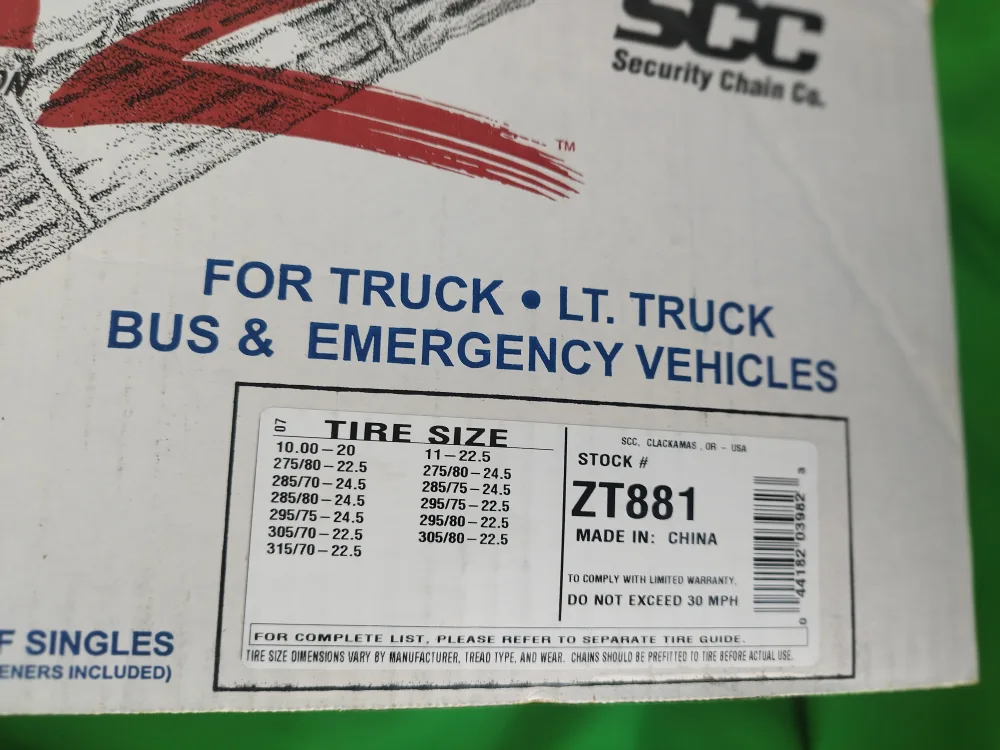 SCC
Security Chain Co.
ON
Z
TM
FOR TRUCK • LT. TRUCK
BUS & EMERGENCY VEHICLES
07
TIRE SIZE
10.00 – 20
275/80 – 22.5
285/70 – 24.5
285/80 – 24.5
295/75 – 24.5
305/70 – 22.5
315/70 – 22.5
11 – 22.5
275/80 – 24.5
285/75 – 24.5
295/75 – 22.5
295/80 – 22.5
305/80 – 22.5
SCC, CLACKAMAS , OR - USA
STOCK #
ZT881
MADE IN: CHINA
TO COMPLY WITH LIMITED WARRANTY,
DO NOT EXCEED 30 MPH
0 44182 03982 3
FOR COMPLETE LIST, PLEASE REFER TO SEPARATE TIRE GUIDE.
TIRE SIZE DIMENSIONS VARY BY MANUFACTURER, TREAD TYPE, AND WEAR. CHAINS SHOULD BE PREFITTED TO TIRE BEFORE ACTUAL USE.
F SINGLES
ENERS INCLUDED)